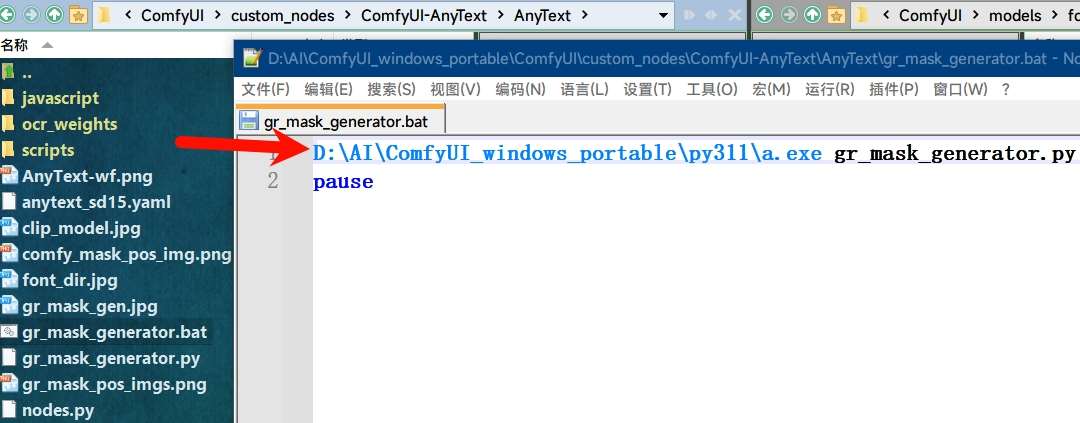 ComfyUI custom_nodes ComfyUI-AnyText AnyText
ComfyUI models
名称
D:\AI\ComfyUI_windows_portable\ComfyUI\custom_nodes\ComfyUI-AnyText\AnyText\gr_mask_generator.bat - No
文件(F) 编辑(E) 搜索(S) 视图(V) 编码(N) 语言(L) 设置(T) 工具(O) 宏(M) 运行(R) 插件(P) 窗口(W) ?
gr_mask_generator.bat
D:\AI\ComfyUI_windows_portable\py311\a.exe gr_mask_generator.py
2 pause
..
javascript
ocr_weights
scripts
AnyText-wf.png
anytext_sd15.yaml
clip_model.jpg
comfy_mask_pos_img.png
font_dir.jpg
gr_mask_gen.jpg
gr_mask_generator.bat
gr_mask_generator.py
gr_mask_pos_imgs.png
nodes.py